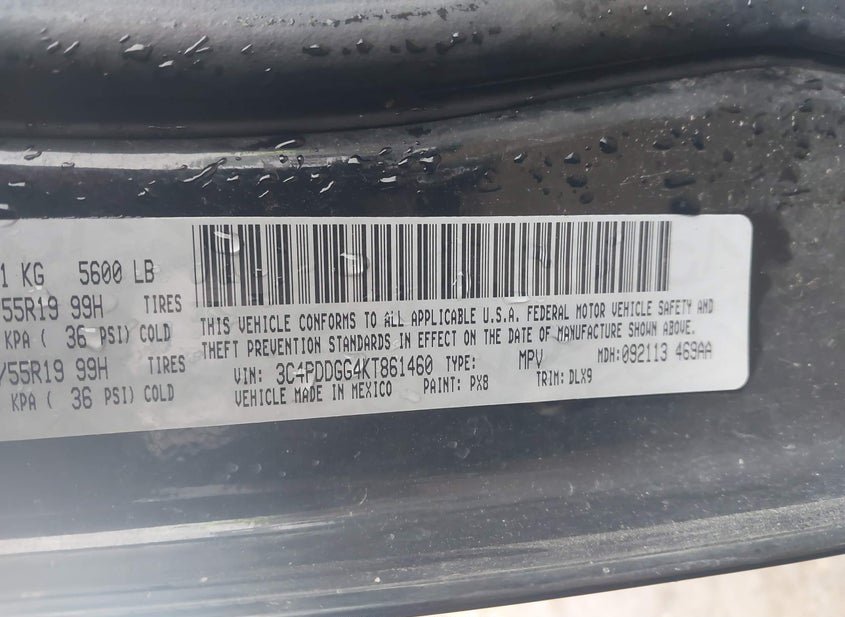 1 KG 5600 LB
55R19 99H TIRES
KPA ( 36 PSI) COLD
/55R19 99H TIRES
KPA ( 36 PSI) COLD
THIS VEHICLE CONFORMS TO ALL APPLICABLE U.S.A. FEDERAL MOTOR VEHICLE SAFETY AND
THEFT PREVENTION STANDARDS IN EFFECT ON THE DATE OF MANUFACTURE SHOWN ABOVE.
VIN: 3C4PDDGG4KT861460 TYPE: MPV MDH:092113 469AA
VEHICLE MADE IN MEXICO PAINT: PX8 TRIM: DLX9